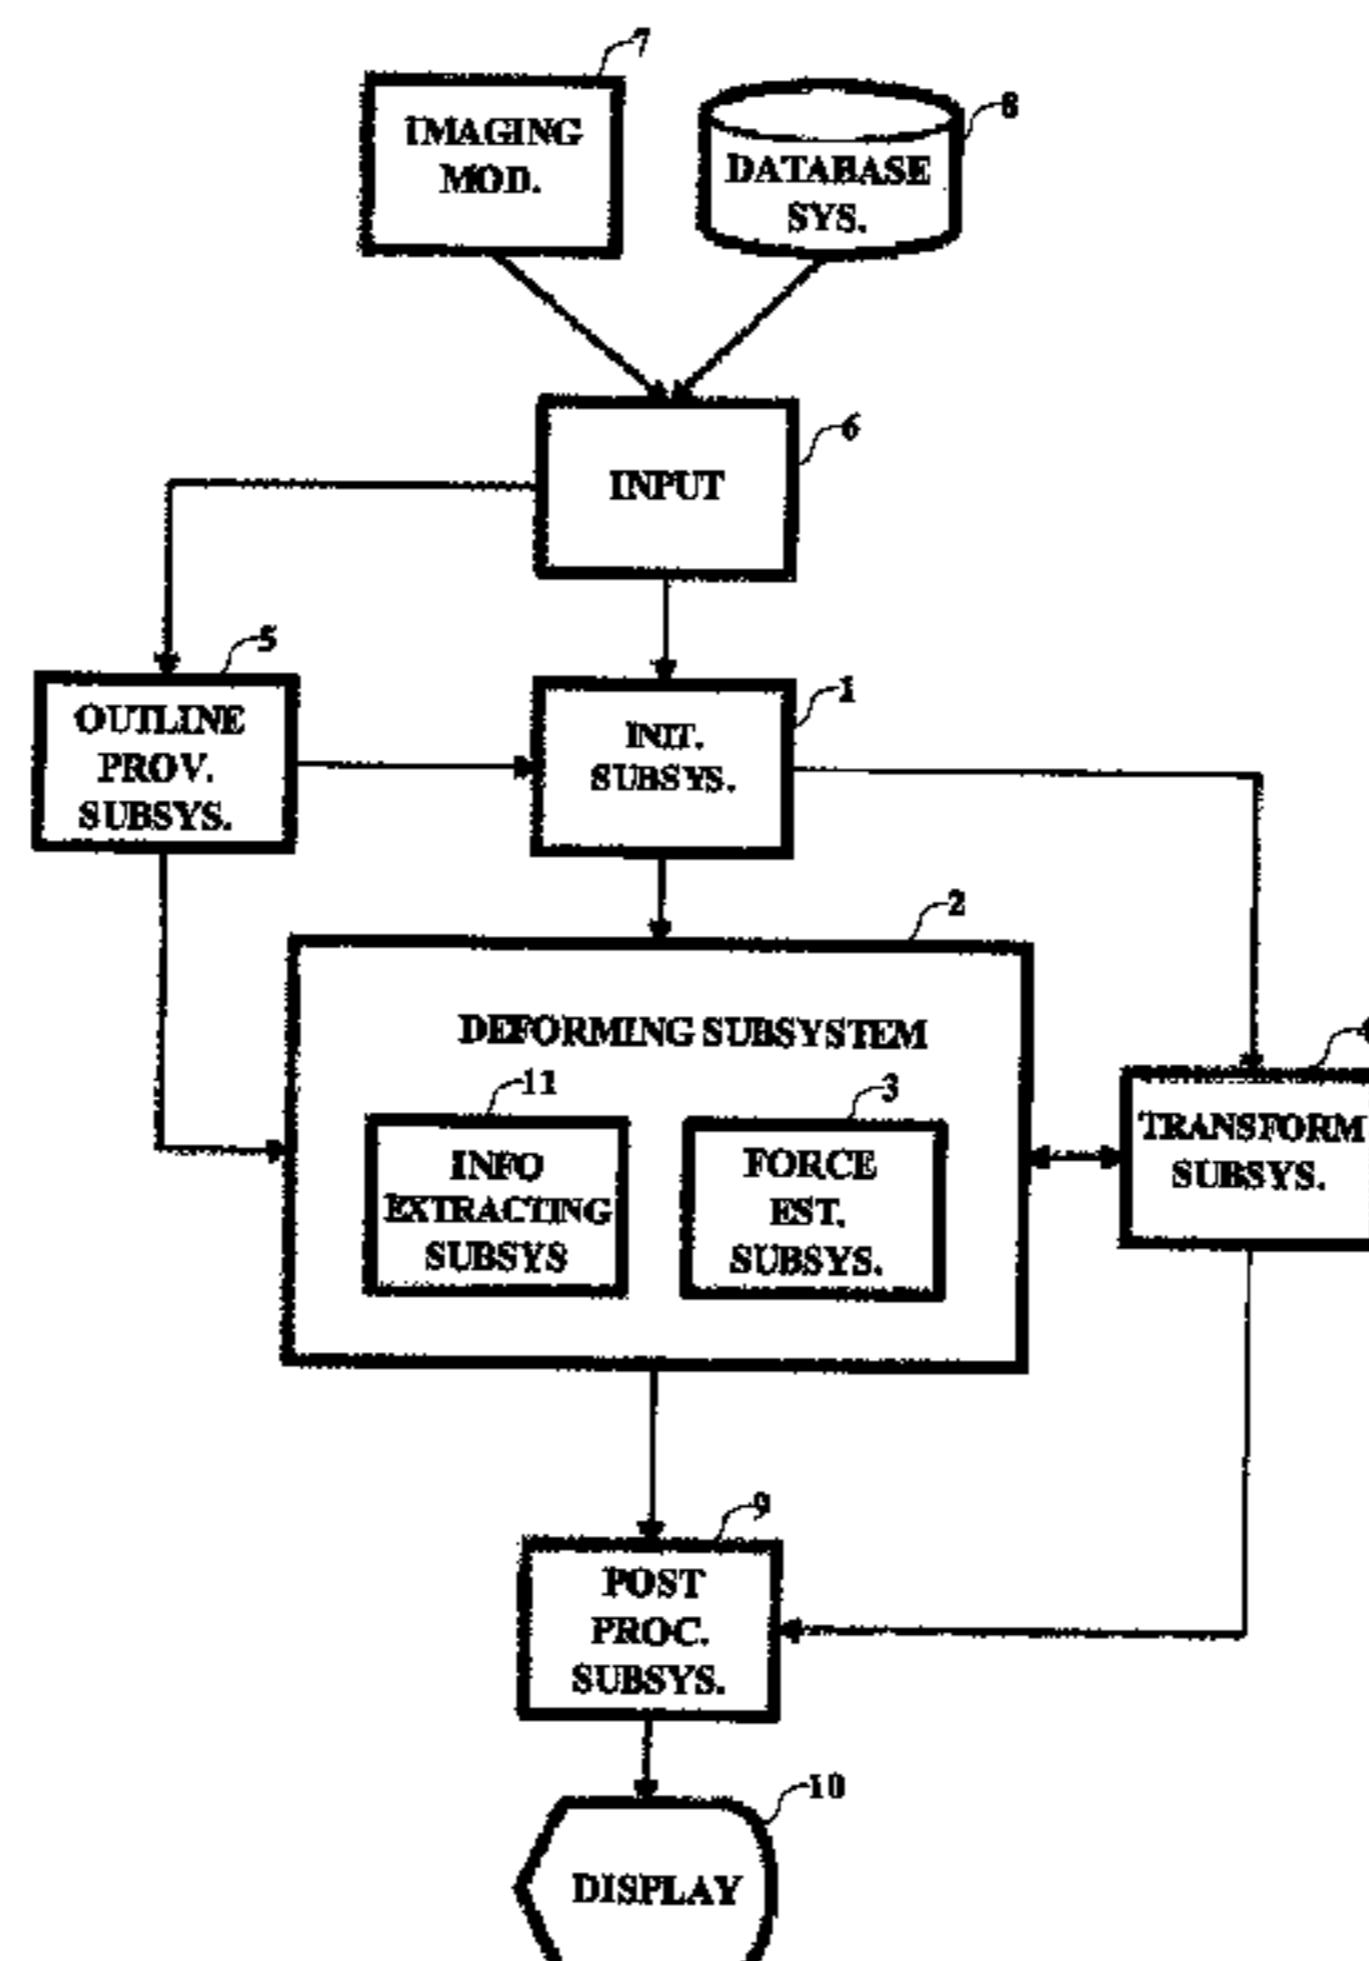 7
IMAGING
MOD.
8
DATABASE
SYS.
6
INPUT
5
OUTLINE
PROV.
SUBSYS.
1
INIT.
SUBSYS.
2
DEFORMING SUBSYSTEM
11
INFO
EXTRACTING
SUBSYS
3
FORCE
EST.
SUBSYS.
TRANSFORM
SUBSYS.
9
POST
PROC.
SUBSYS.
10
DISPLAY